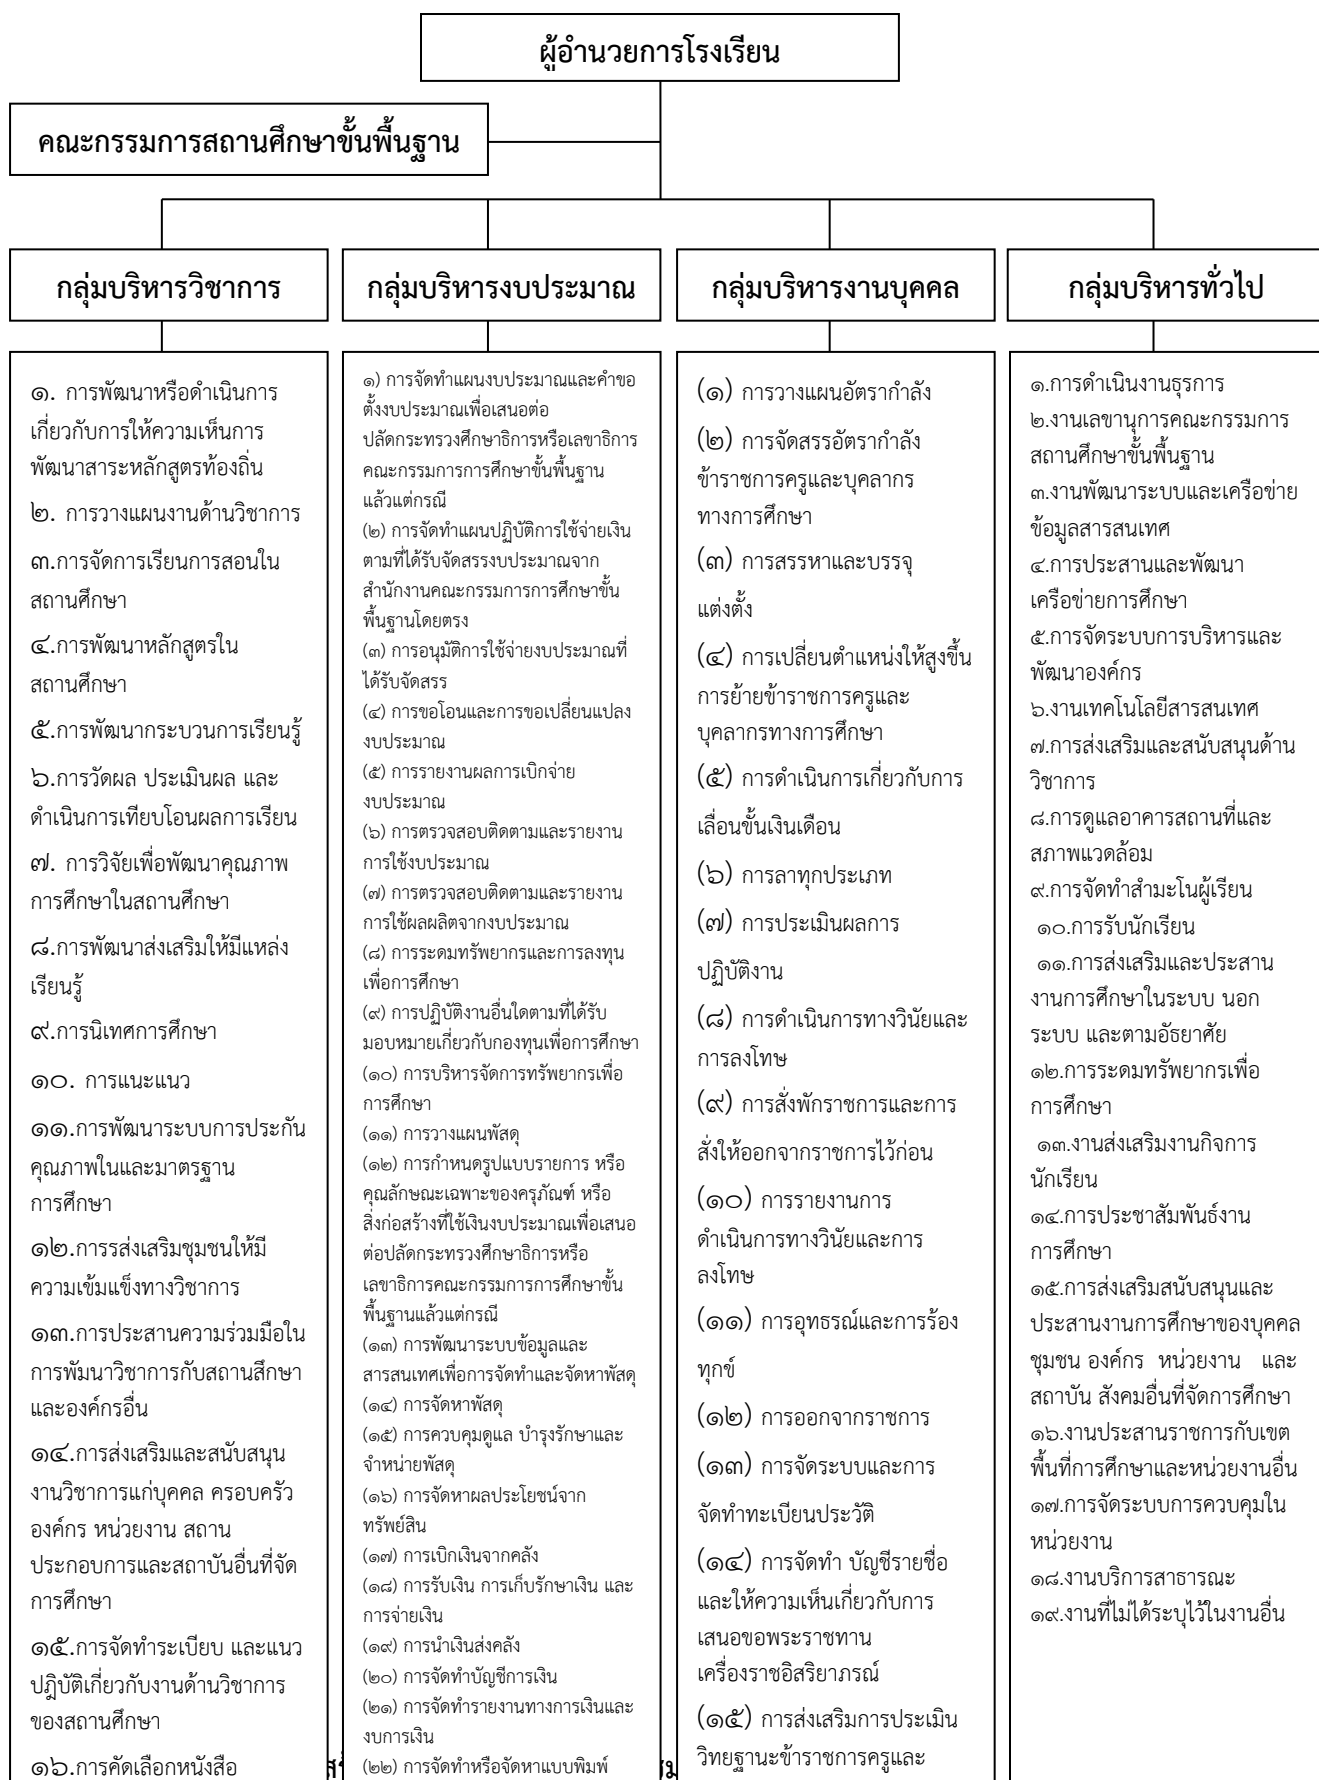 ผู้อำนวยการโรงเรียน
คณะกรรมการสถานศึกษาขั้นพื้นฐาน
กลุ่มบริหารวิชาการ
กลุ่มบริหารงบประมาณ
กลุ่มบริหารงานบุคคล
กลุ่มบริหารทั่วไป
๑. การพัฒนาหรือดำเนินการ
เกี่ยวกับการให้ความเห็นการ
พัฒนาสาระหลักสูตรท้องถิ่น
๒. การวางแผนงานด้านวิชาการ
๓.การจัดการเรียนการสอนใน
สถานศึกษา
๔.การพัฒนาหลักสูตรใน
สถานศึกษา
๕.การพัฒนากระบวนการเรียนรู้
๖.การวัดผล ประเมินผล และ
ดำเนินการเทียบโอนผลการเรียน
๗. การวิจัยเพื่อพัฒนาคุณภาพ
การศึกษาในสถานศึกษา
๘.การพัฒนาส่งเสริมให้มีแหล่ง
เรียนรู้
๙.การนิเทศการศึกษา
๑๐. การแนะแนว
๑๑.การพัฒนาระบบการประกัน
คุณภาพในและมาตรฐาน
การศึกษา
๑๒.การรส่งเสริมชุมชนให้มี
ความเข้มแข็งทางวิชาการ
๑๓.การประสานความร่วมมือใน
การพัมนาวิชาการกับสถานสึกษา
และองค์กรอื่น
๑๔.การส่งเสริมและสนับสนุน
งานวิชาการแก่บุคคล ครอบครัว
องค์กร หน่วยงาน สถาน
ประกอบการและสถาบันอื่นที่จัด
การศึกษา
๑๕.การจัดทำระเบียบ และแนว
ปฎิบัติเกี่ยวกับงานด้านวิชาการ
ของสถานศึกษา
๑๖.การคัดเลือกหนังสือ
๑) การจัดทำแผนงบประมาณและคำขอ
ตั้งงบประมาณเพื่อเสนอต่อ
ปลัดกระทรวงศึกษาธิการหรือเลขาธิการ
คณะกรรมการการศึกษาขั้นพื้นฐาน
แล้วแต่กรณี
(๒) การจัดทำแผนปฏิบัติการใช้จ่ายเงิน
ตามที่ได้รับจัดสรรงบประมาณจาก
สำนักงานคณะกรรมการการศึกษาขั้น
พื้นฐานโดยตรง
(๓) การอนุมัติการใช้จ่ายงบประมาณที่
ได้รับจัดสรร
(๔) การขอโอนและการขอเปลี่ยนแปลง
งบประมาณ
(๕) การรายงานผลการเบิกจ่าย
งบประมาณ
(๖) การตรวจสอบติดตามและรายงาน
การใช้งบประมาณ
(๗) การตรวจสอบติดตามและรายงาน
การใช้ผลผลิตจากงบประมาณ
(๘) การระดมทรัพยากรและการลงทุน
เพื่อการศึกษา
(๙) การปฏิบัติงานอื่นใดตามที่ได้รับ
มอบหมายเกี่ยวกับกองทุนเพื่อการศึกษา
(๑๐) การบริหารจัดการทรัพยากรเพื่อ
การศึกษา
(๑๑) การวางแผนพัสดุ
(๑๒) การกำหนดรูปแบบรายการ หรือ
คุณลักษณะเฉพาะของครุภัณฑ์ หรือ
สิ่งก่อสร้างที่ใช้เงินงบประมาณเพื่อเสนอ
ต่อปลัดกระทรวงศึกษาธิการหรือ
เลขาธิการคณะกรรมการการศึกษาขั้น
พื้นฐานแล้วแต่กรณี
(๑๓) การพัฒนาระบบข้อมูลและ
สารสนเทศเพื่อการจัดทำและจัดหาพัสดุ
(๑๔) การจัดหาพัสดุ
(๑๕) การควบคุมดูแล บำรุงรักษาและ
จำหน่ายพัสดุ
(๑๖) การจัดหาผลประโยชน์จาก
ทรัพย์สิน
(๑๗) การเบิกเงินจากคลัง
(๑๘) การรับเงิน การเก็บรักษาเงิน และ
การจ่ายเงิน
(๑๙) การนำเงินส่งคลัง
(๒๐) การจัดทำบัญชีการเงิน
(๒๑) การจัดทำรายงานทางการเงินและ
งบการเงิน
(๒๒) การจัดทำหรือจัดหาแบบพิมพ์
(๑) การวางแผนอัตรากำลัง
(๒) การจัดสรรอัตรากำลัง
ข้าราชการครูและบุคลากร
ทางการศึกษา
(๓) การสรรหาและบรรจุ
แต่งตั้ง
(๔) การเปลี่ยนตำแหน่งให้สูงขึ้น
การย้ายข้าราชการครูและ
บุคลากรทางการศึกษา
(๕) การดำเนินการเกี่ยวกับการ
เลื่อนขั้นเงินเดือน
(๖) การลาทุกประเภท
(๗) การประเมินผลการ
ปฏิบัติงาน
(๘) การดำเนินการทางวินัยและ
การลงโทษ
(๙) การสั่งพักราชการและการ
สั่งให้ออกจากราชการไว้ก่อน
(๑๐) การรายงานการ
ดำเนินการทางวินัยและการ
ลงโทษ
(๑๑) การอุทธรณ์และการร้อง
ทุกข์
(๑๒) การออกจากราชการ
(๑๓) การจัดระบบและการ
จัดทำทะเบียนประวัติ
(๑๔) การจัดทำ บัญชีรายชื่อ
และให้ความเห็นเกี่ยวกับการ
เสนอขอพระราชทาน
เครื่องราชอิสริยาภรณ์
(๑๕) การส่งเสริมการประเมิน
วิทยฐานะข้าราชการครูและ
๑.การดำเนินงานธุรการ
๒.งานเลขานุการคณะกรรมการ
สถานศึกษาขั้นพื้นฐาน
๓.งานพัฒนาระบบและเครือข่าย
ข้อมูลสารสนเทศ
๔.การประสานและพัฒนา
เครือข่ายการศึกษา
๕.การจัดระบบการบริหารและ
พัฒนาองค์กร
๖.งานเทคโนโลยีสารสนเทศ
๗.การส่งเสริมและสนับสนุนด้าน
วิชาการ
๘.การดูแลอาคารสถานที่และ
สภาพแวดล้อม
๙.การจัดทำสำมะโนผู้เรียน
๑๐.การรับนักเรียน
๑๑.การส่งเสริมและประสาน
งานการศึกษาในระบบ นอก
ระบบ และตามอัธยาศัย
๑๒.การระดมทรัพยากรเพื่อ
การศึกษา
๑๓.งานส่งเสริมงานกิจการ
นักเรียน
๑๔.การประชาสัมพันธ์งาน
การศึกษา
๑๕.การส่งเสริมสนับสนุนและ
ประสานงานการศึกษาของบุคคล
ชุมชน องค์กร หน่วยงาน และ
สถาบัน สังคมอื่นที่จัดการศึกษา
๑๖.งานประสานราชการกับเขต
พื้นที่การศึกษาและหน่วยงานอื่น
๑๗.การจัดระบบการควบคุมใน
หน่วยงาน
๑๘.งานบริการสาธารณะ
๑๙.งานที่ไม่ได้ระบุไว้ในงานอื่น